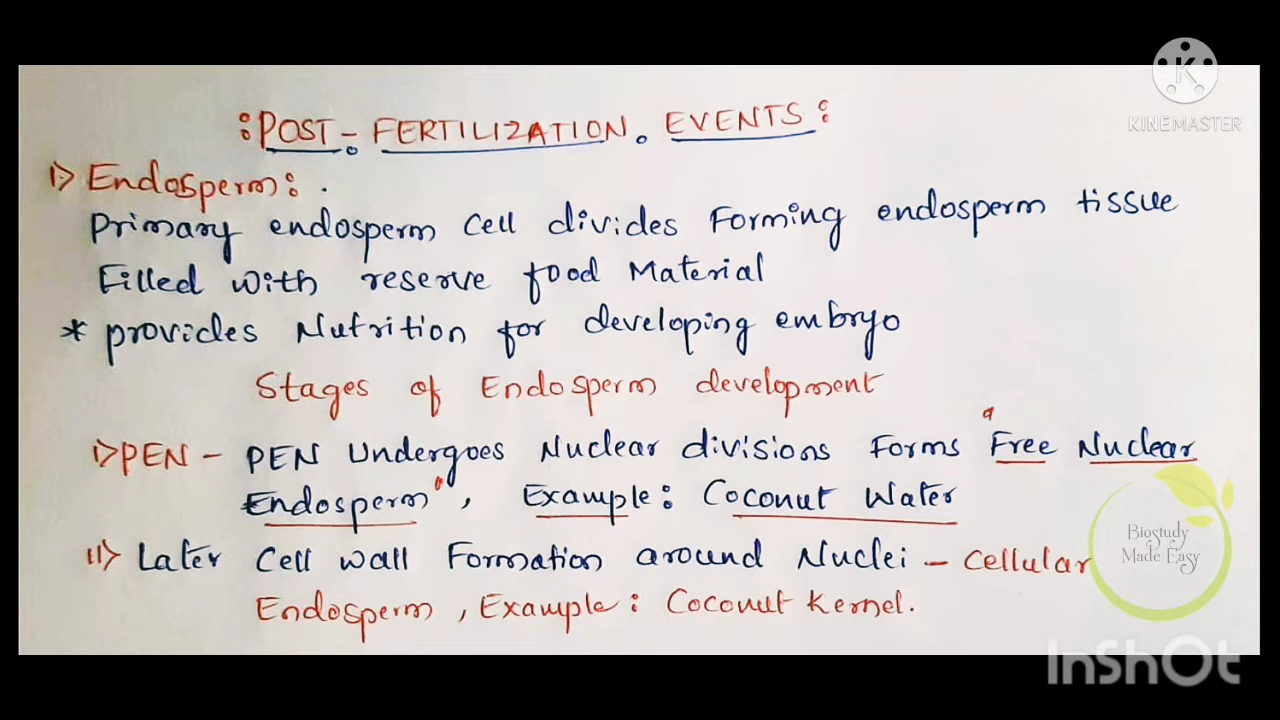 KINEMASTER
:POST - FERTILIZATION. EVENTS:
1> Endosperm:
Primary endosperm cell divides Forming endosperm tissue
Filled with reserve food Material
* provides Nutrition for developing embryo
Stages of Endosperm development
i> PEN - PEN Undergoes Nuclear divisions Forms "Free Nuclear
Endosperm", Example: Coconut Water
ii> Later Cell wall Formation around Nuclei - Cellular
Endosperm, Example: Coconut Kernel.
Biostudy
Made Easy
InShOt